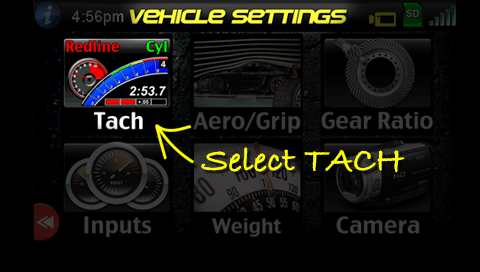 4:56pm VEHICLE SETTINGS SD
Redline Cyl
4
2:53.7
Tach Aero/Grip Gear Ratio
Select TACH
Inputs Weight Camera